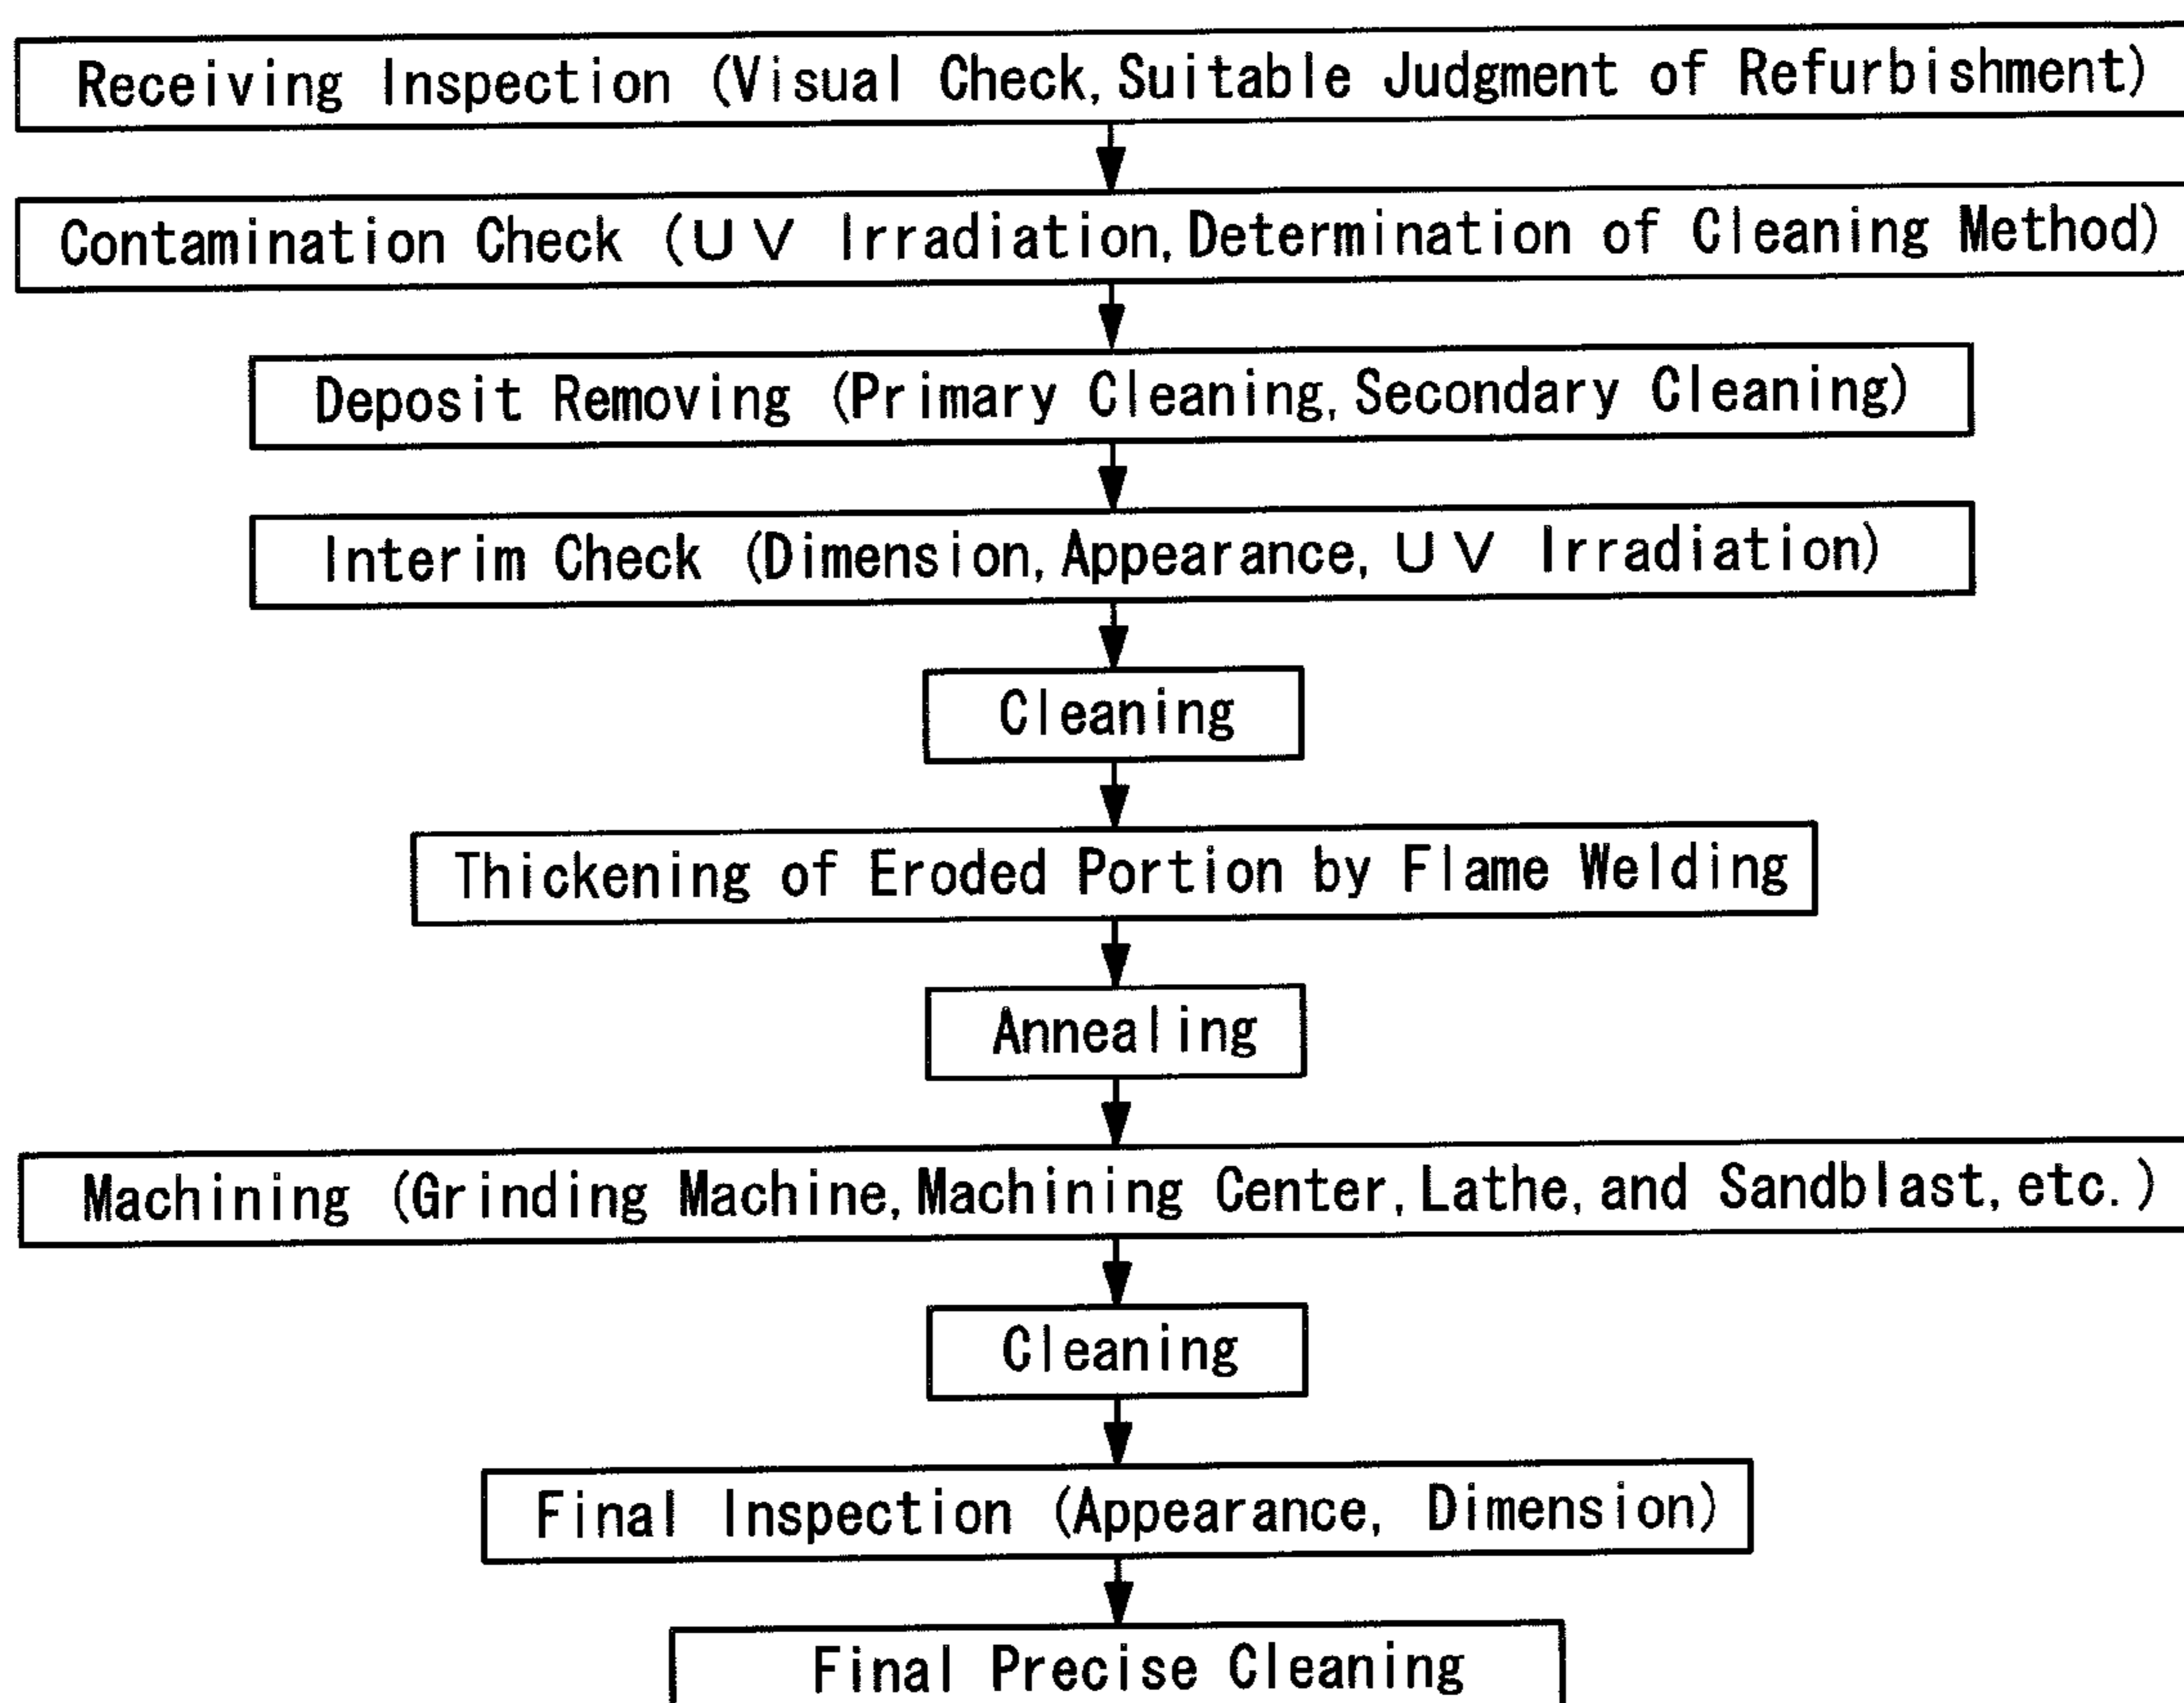 Receiving Inspection (Visual Check, Suitable Judgment of Refurbishment)
Contamination Check (UV Irradiation, Determination of Cleaning Method)
Deposit Removing (Primary Cleaning, Secondary Cleaning)
Interim Check (Dimension, Appearance, UV Irradiation)
Cleaning
Thickening of Eroded Portion by Flame Welding
Annealing
Machining (Grinding Machine, Machining Center, Lathe, and Sandblast, etc.)
Cleaning
Final Inspection (Appearance, Dimension)
Final Precise Cleaning